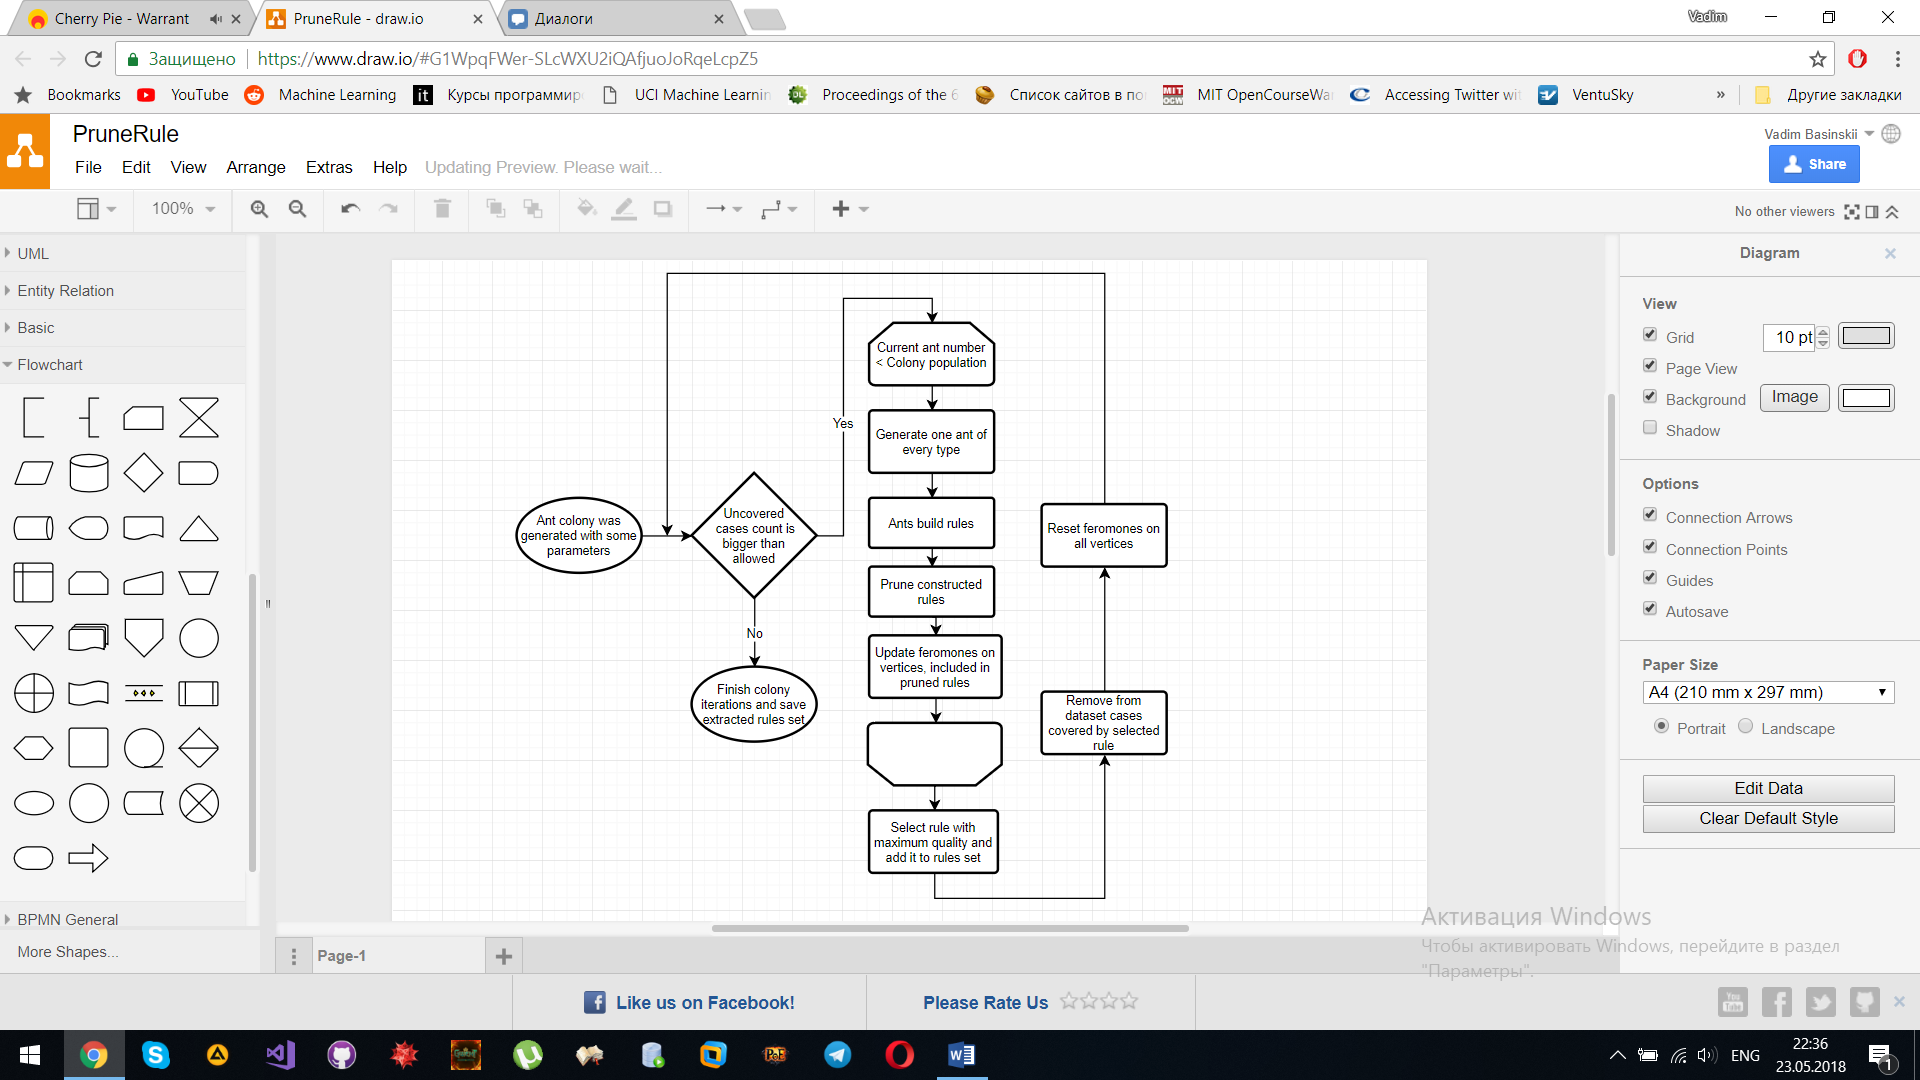 Cherry Pie - Warrant
PruneRule - draw.io
Диалоги
Vadim
Защищено
https://www.draw.io/#G1WpqFWer-SLcWXU2iQAfjuoJoRqeLcpZ5
Bookmarks
YouTube
Machine Learning
Курсы программир
UCI Machine Learnin
Proceedings of the 6
Список сайтов в по
MIT OpenCourseWa
Accessing Twitter wit
VentuSky
»
Другие закладки
PruneRule
Vadim Basinskii
File Edit View Arrange Extras Help Updating Preview. Please wait...
Share
100%
No other viewers
UML
Entity Relation
Basic
Flowchart
BPMN General
More Shapes...
Ant colony was
generated with some
parameters
Uncovered
cases count is
bigger than
allowed
Yes
No
Finish colony
iterations and save
extracted rules set
Current ant number
< Colony population
Generate one ant of
every type
Ants build rules
Prune constructed
rules
Update feromones on
vertices, included in
pruned rules
Select rule with
maximum quality and
add it to rules set
Remove from
dataset cases
covered by selected
rule
Reset feromones on
all vertices
Diagram
View
Grid
10 pt
Page View
Background
Image
Shadow
Options
Connection Arrows
Connection Points
Guides
Autosave
Paper Size
A4 (210 mm x 297 mm)
Portrait
Landscape
Edit Data
Clear Default Style
Активация Windows
Чтобы активировать Windows, перейдите в раздел
"Параметры".
Page-1
Like us on Facebook!
Please Rate Us
ENG
22:36
23.05.2018
1